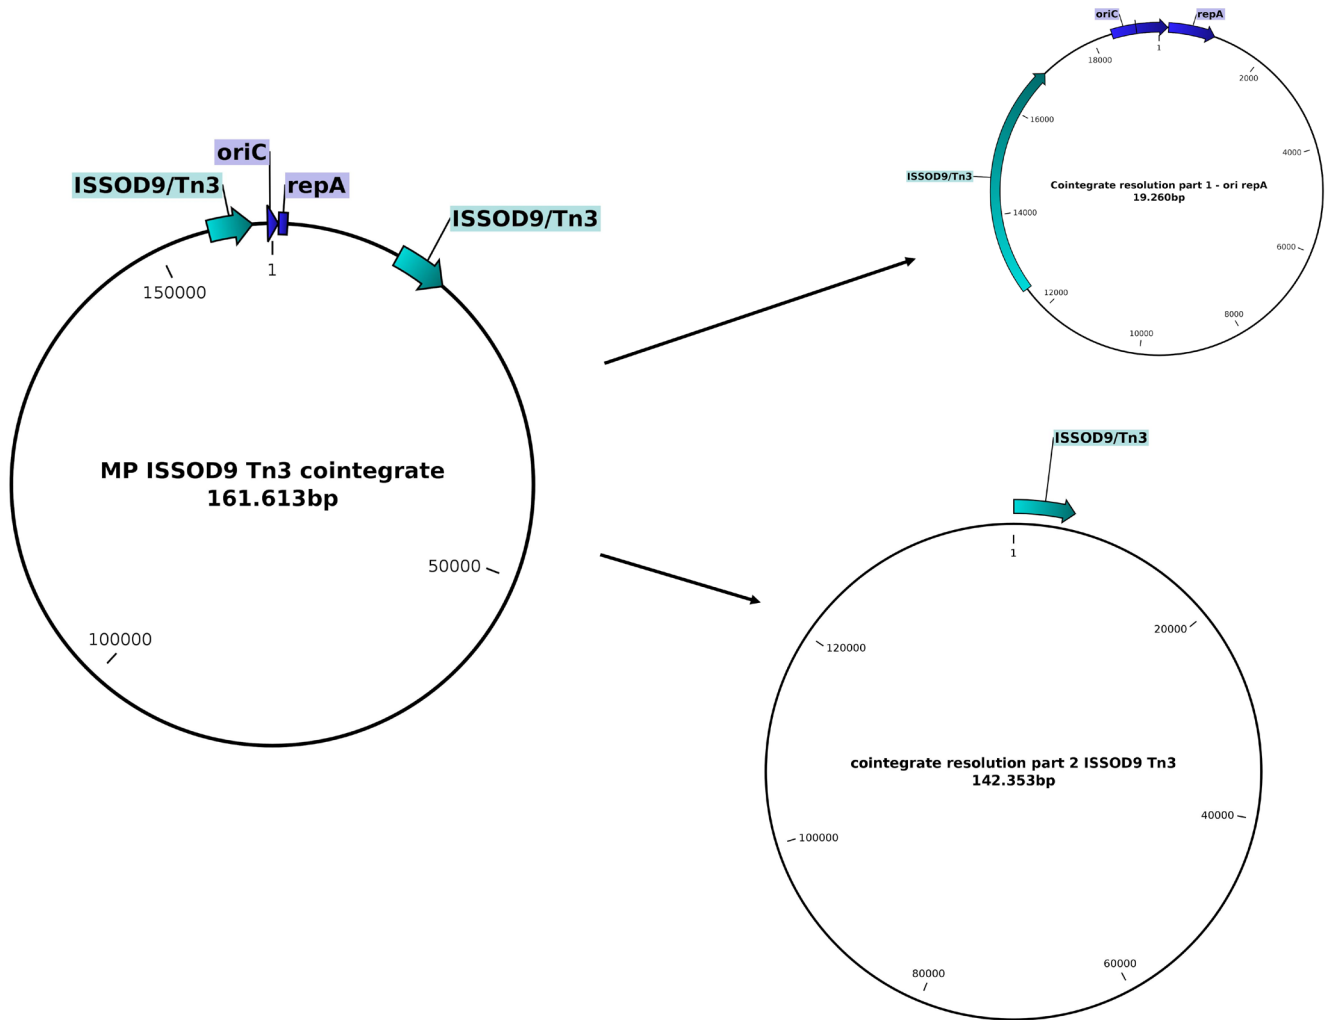 oriC
ISSOD9/Tn3
repA
ISSOD9/Tn3
1
150000
50000
100000
MP ISSOD9 Tn3 cointegrate
161.613bp
oriC
repA
1
18000
2000
16000
4000
ISSOD9/Tn3
Cointegrate resolution part 1 - ori repA
19.260bp
14000
6000
12000
8000
10000
ISSOD9/Tn3
1
20000
120000
cointegrate resolution part 2 ISSOD9 Tn3
142.353bp
40000
100000
60000
80000